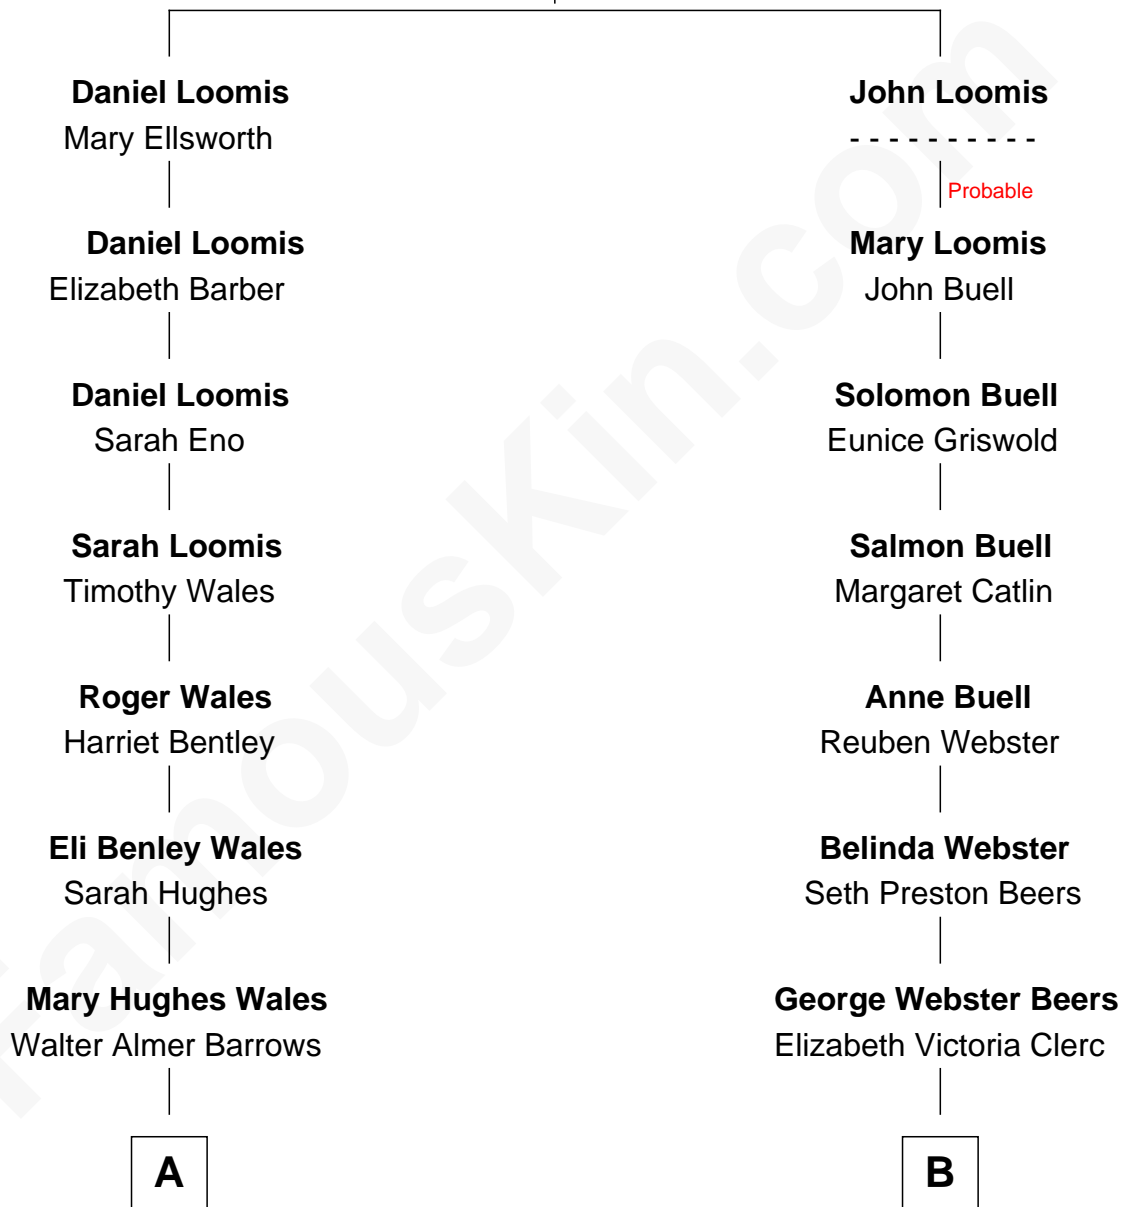 Daniel Loomis
Mary Ellsworth
Daniel Loomis
Elizabeth Barber
Daniel Loomis
Sarah Eno
Sarah Loomis
Timothy Wales
Roger Wales
Harriet Bentley
Eli Benley Wales
Sarah Hughes
Mary Hughes Wales
Walter Almer Barrows
A
John Loomis
- - - - - - - - - -
Probable
Mary Loomis
John Buell
Solomon Buell
Eunice Griswold
Salmon Buell
Margaret Catlin
Anne Buell
Reuben Webster
Belinda Webster
Seth Preston Beers
George Webster Beers
Elizabeth Victoria Clerc
B
FamousKin.com